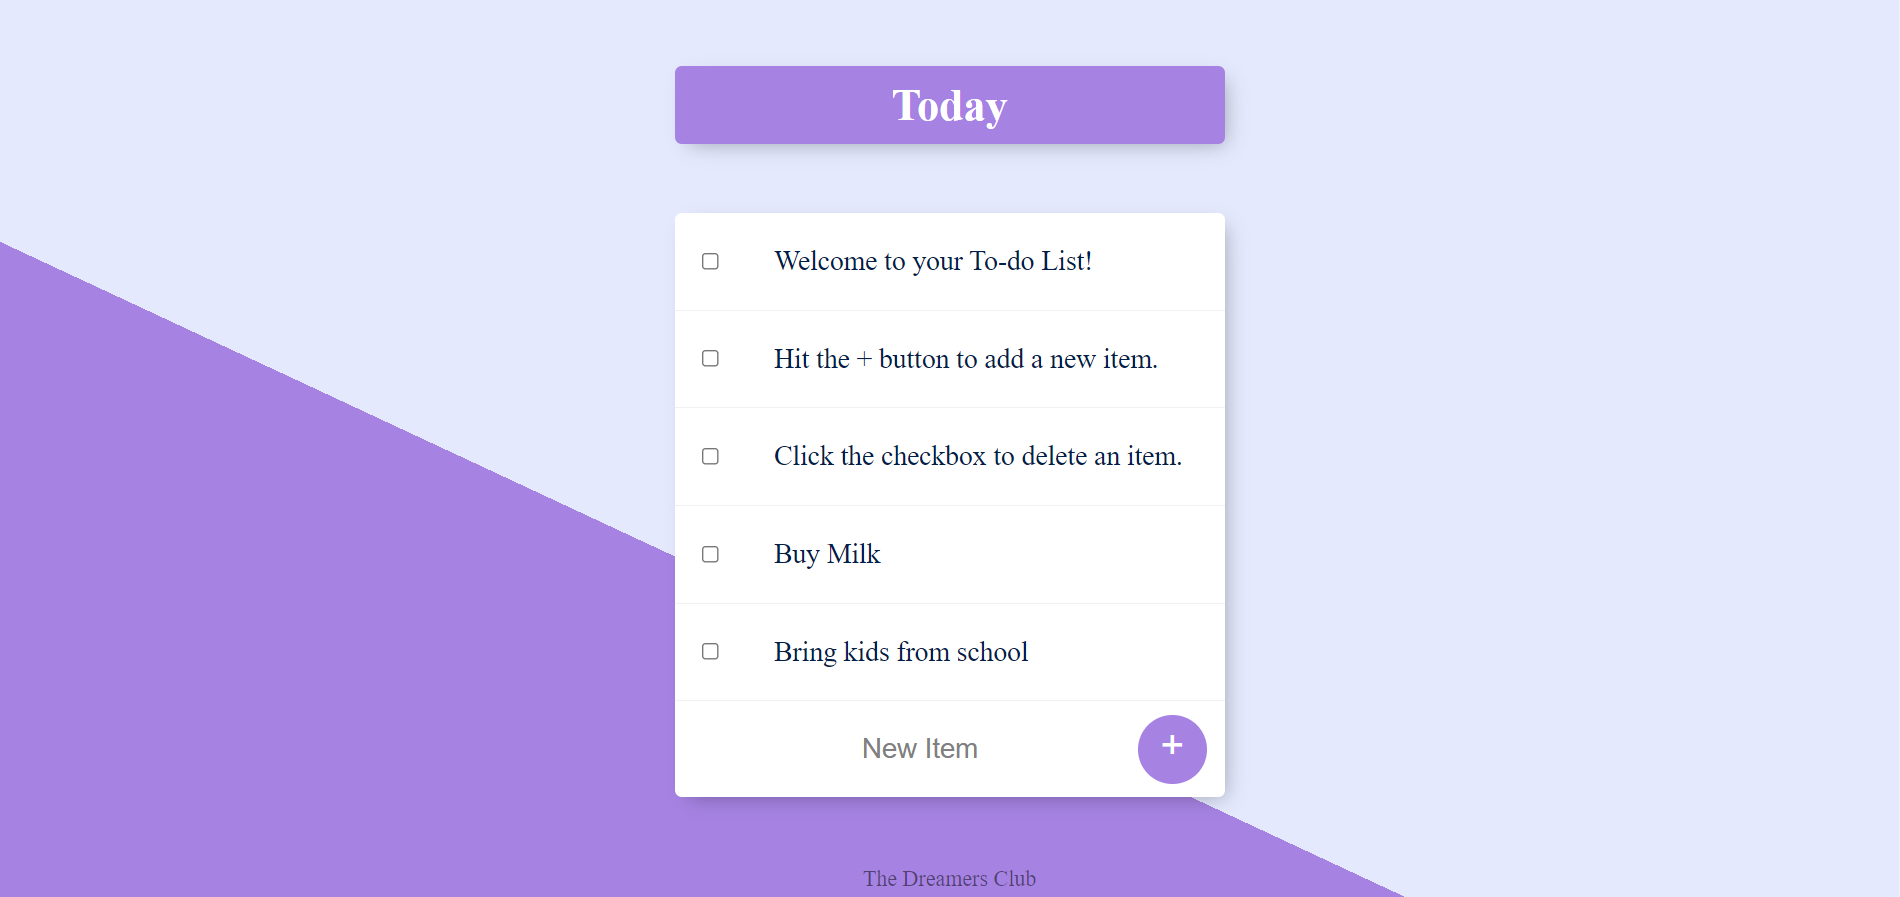 Today
Welcome to your To-do List!
Hit the + button to add a new item.
Click the checkbox to delete an item.
Buy Milk
Bring kids from school
New Item
+
The Dreamers Club